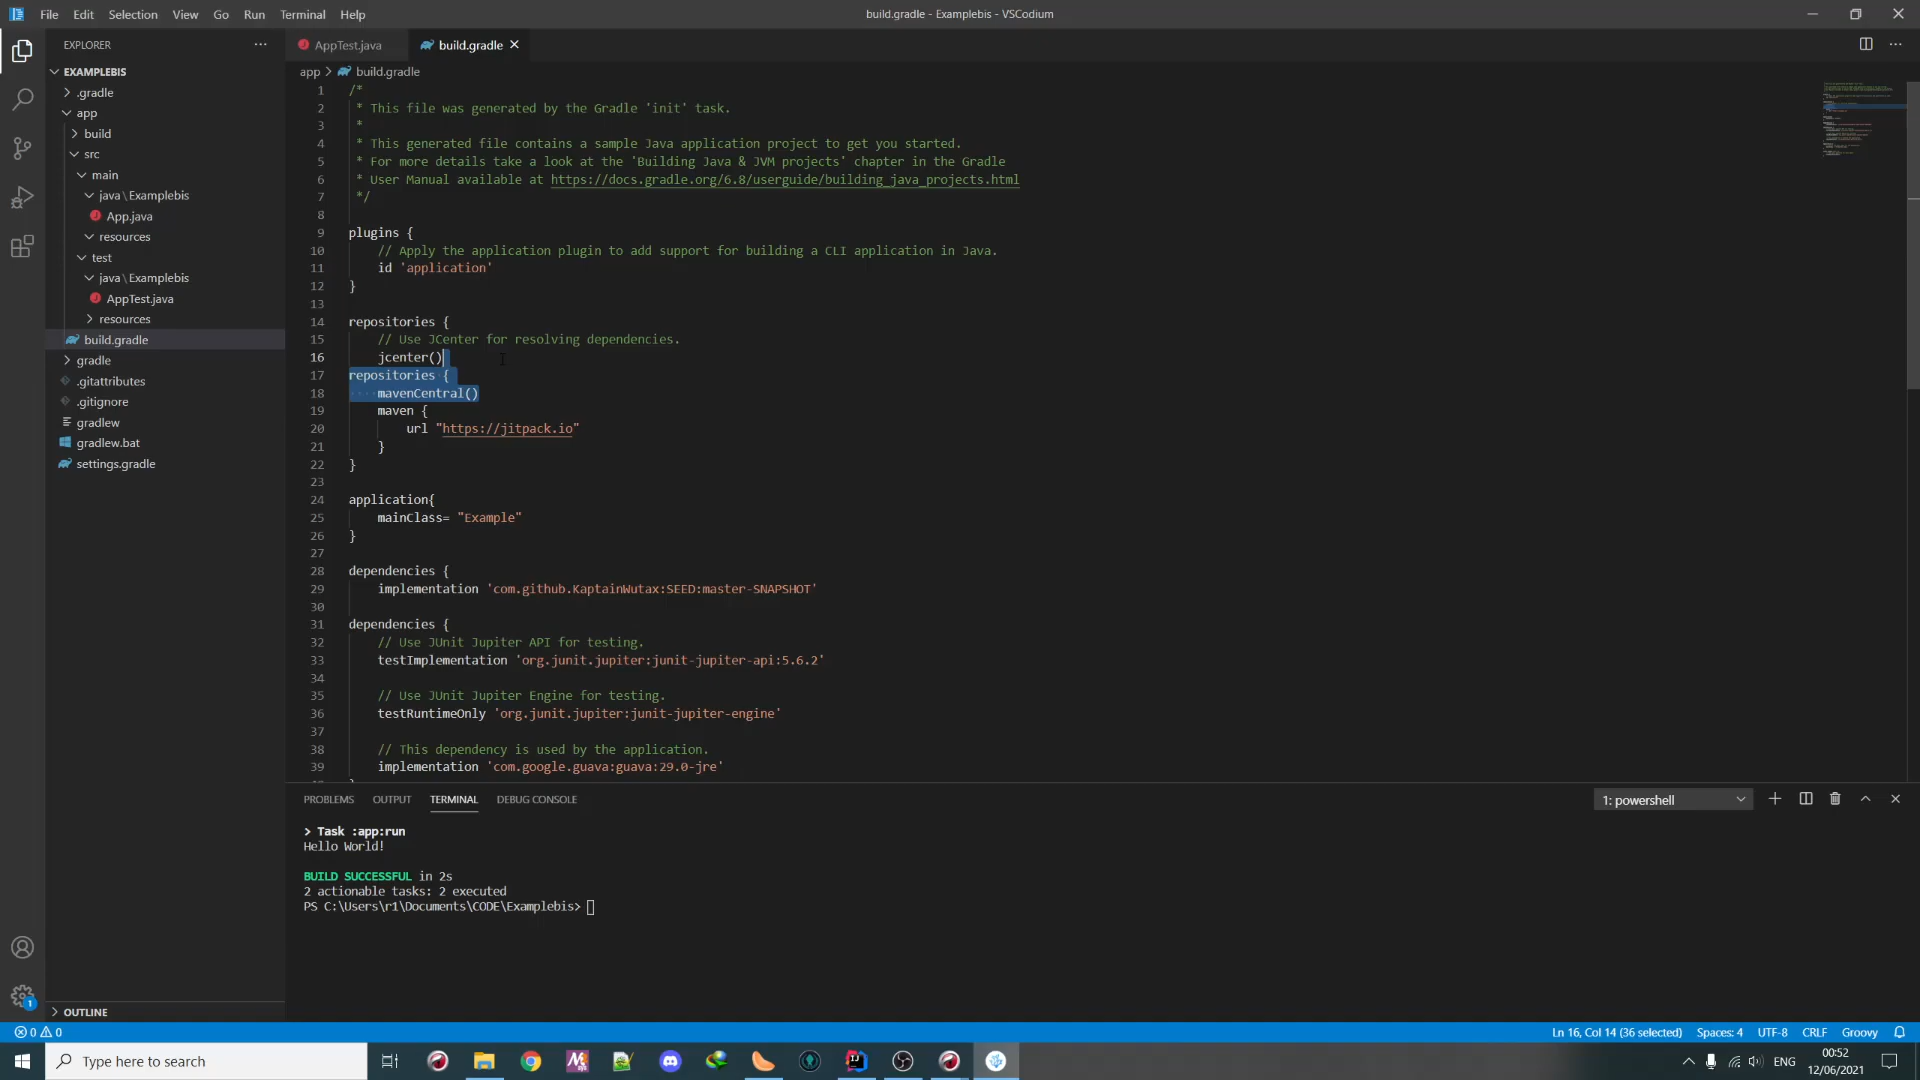 File Edit Selection View Go Run Terminal Help
build.gradle - Examplebis - VSCodium
EXPLORER
EXAMPLEBIS
.gradle
app
build
src
main
java\Examplebis
App.java
resources
test
java\Examplebis
AppTest.java
resources
build.gradle
gradle
.gitattributes
.gitignore
gradlew
gradlew.bat
settings.gradle
OUTLINE
AppTest.java
build.gradle
app > build.gradle
1 /*
2 * This file was generated by the Gradle 'init' task.
3 *
4 * This generated file contains a sample Java application project to get you started.
5 * For more details take a look at the 'Building Java & JVM projects' chapter in the Gradle
6 * User Manual available at https://docs.gradle.org/6.8/userguide/building_java_projects.html
7 */
8
9 plugins {
10 // Apply the application plugin to add support for building a CLI application in Java.
11 id 'application'
12 }
13
14 repositories {
15 // Use JCenter for resolving dependencies.
16 jcenter()
17 repositories {
18 mavenCentral()
19 maven {
20 url "https://jitpack.io"
21 }
22 }
23
24 application{
25 mainClass= "Example"
26 }
27
28 dependencies {
29 implementation 'com.github.KaptainWutax:SEED:master-SNAPSHOT'
30
31 dependencies {
32 // Use JUnit Jupiter API for testing.
33 testImplementation 'org.junit.jupiter:junit-jupiter-api:5.6.2'
34
35 // Use JUnit Jupiter Engine for testing.
36 testRuntimeOnly 'org.junit.jupiter:junit-jupiter-engine'
37
38 // This dependency is used by the application.
39 implementation 'com.google.guava:guava:29.0-jre'
PROBLEMS OUTPUT TERMINAL DEBUG CONSOLE
1: powershell
> Task :app:run
Hello World!
BUILD SUCCESSFUL in 2s
2 actionable tasks: 2 executed
PS C:\Users\r1\Documents\CODE\Examplebis>
1
0 0
Ln 16, Col 14 (36 selected) Spaces: 4 UTF-8 CRLF Groovy
Type here to search
ENG
00:52
12/06/2021